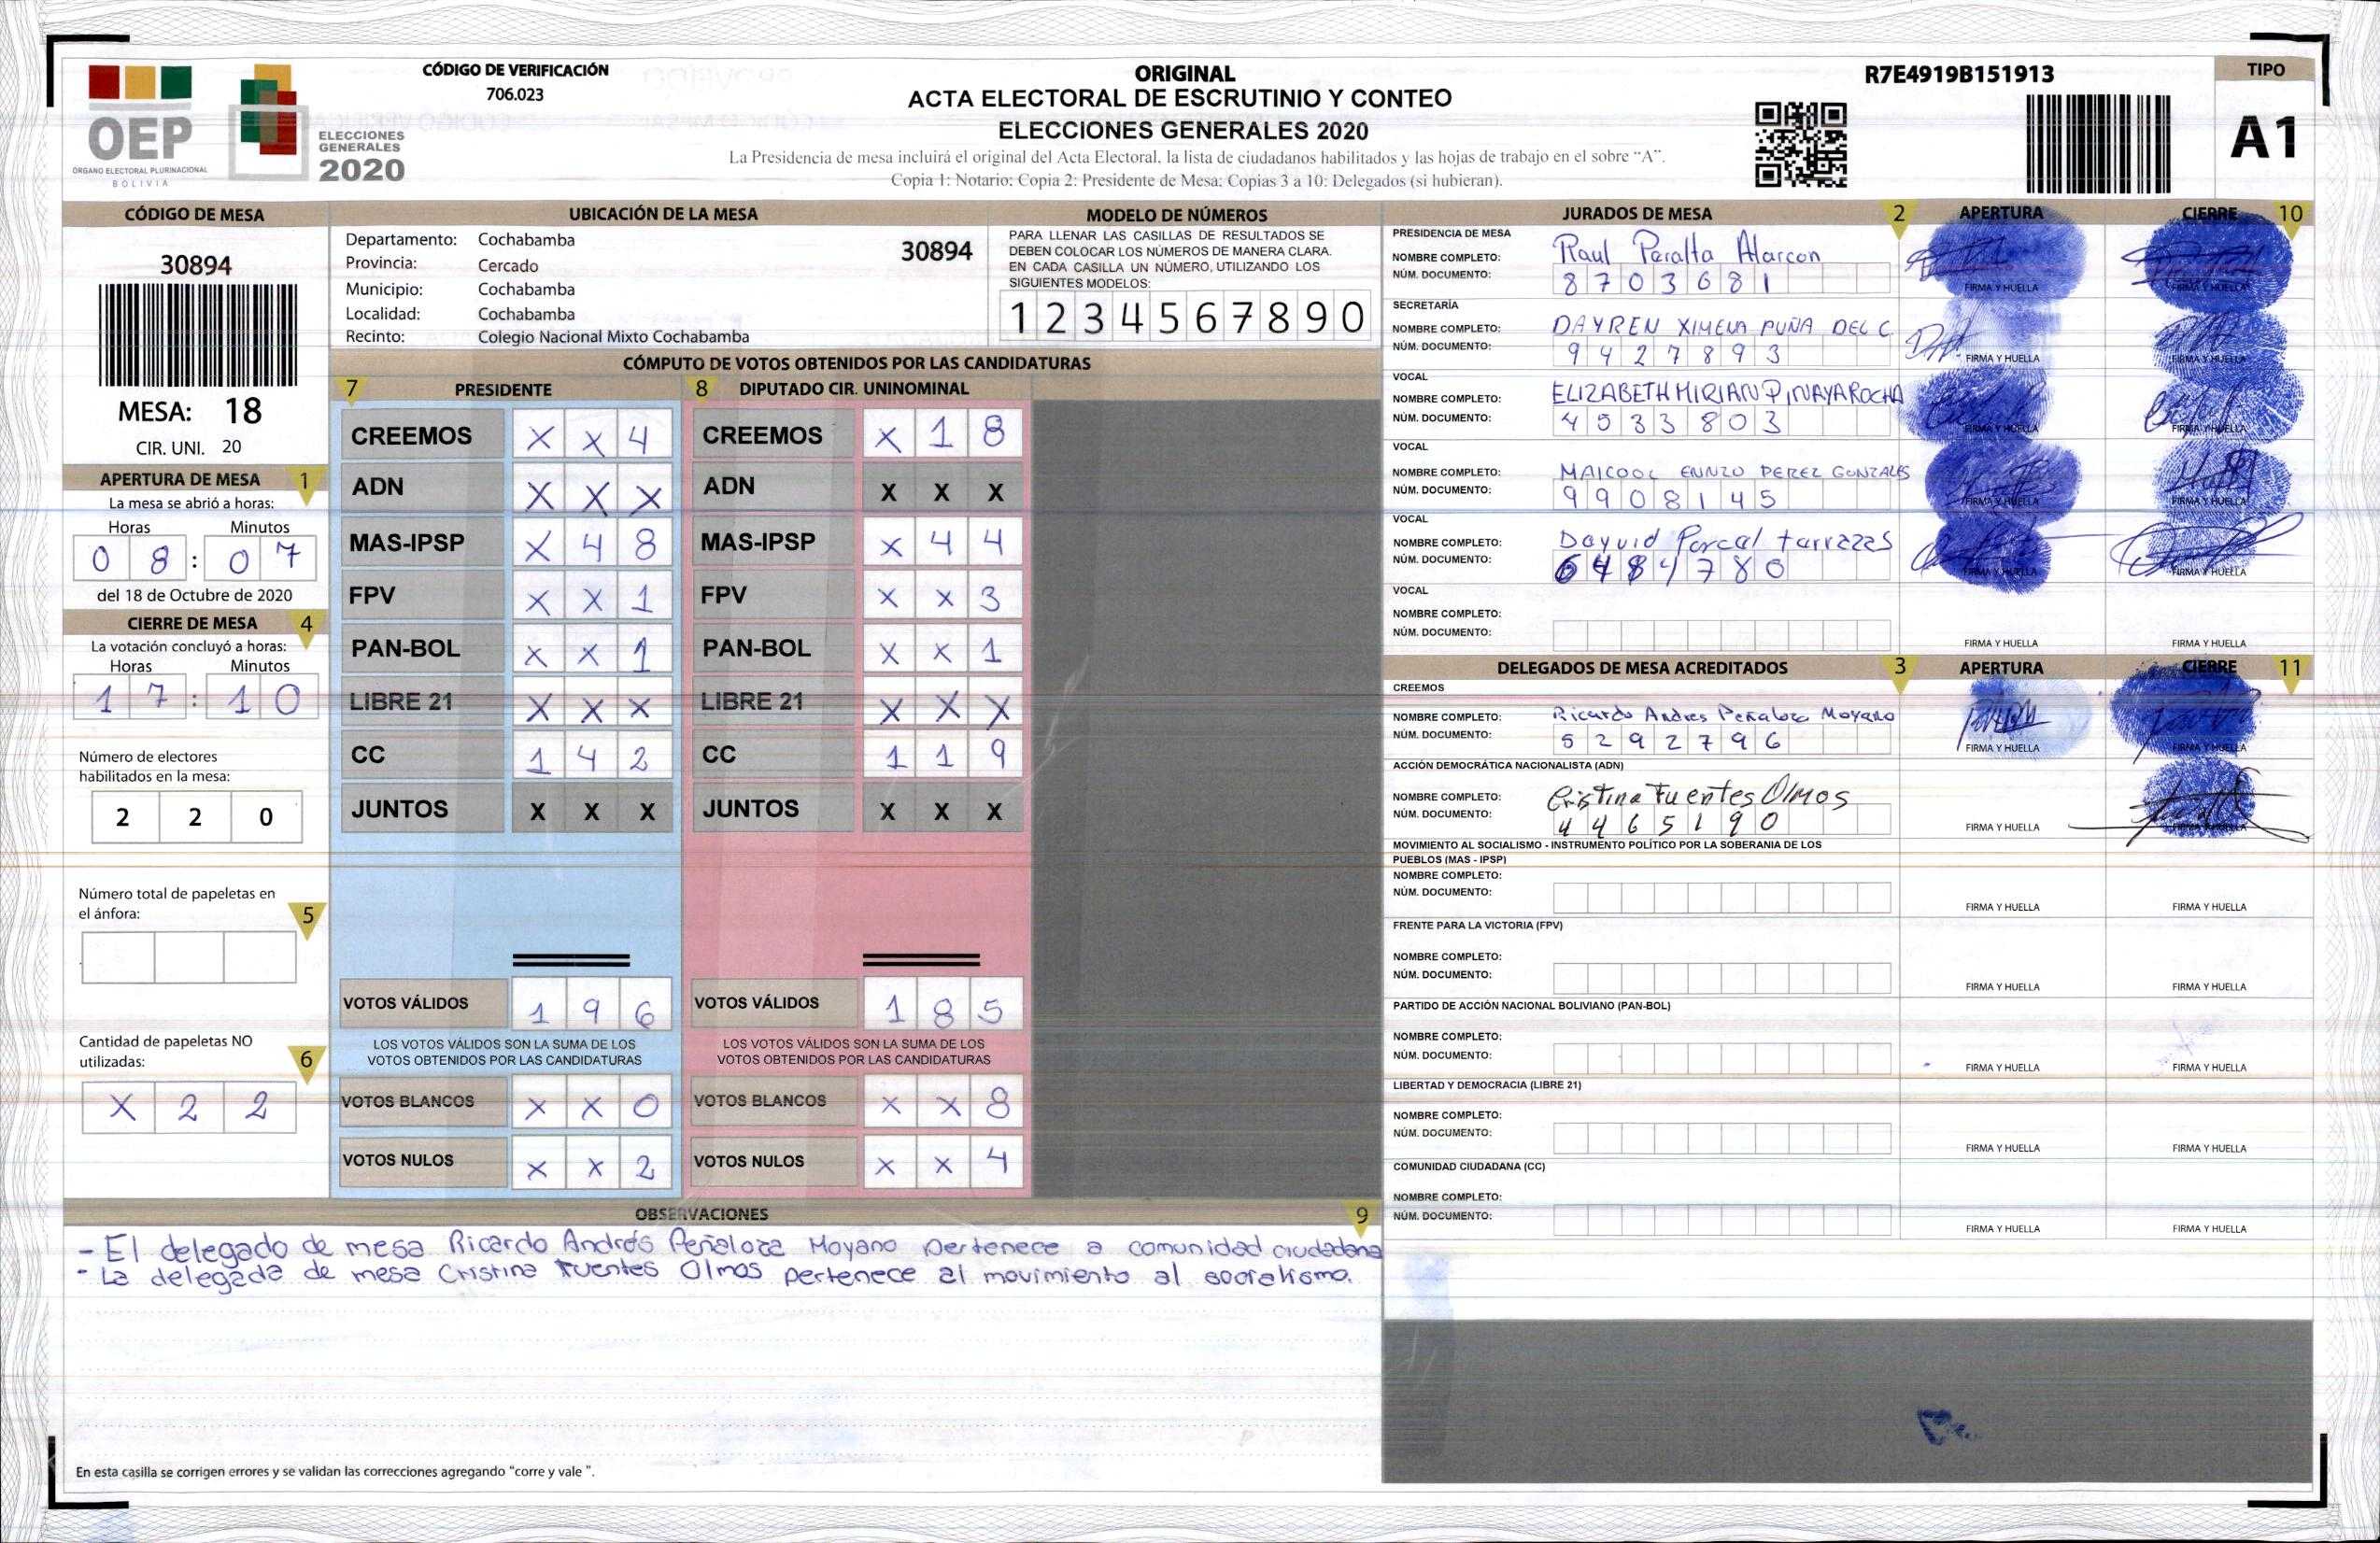 OEP
ÓRGANO ELECTORAL PLURINACIONAL
BOLIVIA
ELECCIONES
GENERALES
2020
CÓDIGO DE VERIFICACIÓN
706.023
ORIGINAL
ACTA ELECTORAL DE ESCRUTINIO Y CONTEO
ELECCIONES GENERALES 2020
La Presidencia de mesa incluirá el original del Acta Electoral, la lista de ciudadanos habilitados y las hojas de trabajo en el sobre “A”.
Copia 1: Notario: Copia 2: Presidente de Mesa: Copias 3 a 10: Delegados (si hubieran).
R7E4919B151913
TIPO
A1
CÓDIGO DE MESA
30894
MESA: 18
CIR. UNI. 20
APERTURA DE MESA 1
La mesa se abrió a horas:
Horas Minutos
0 8 : 0 7
del 18 de Octubre de 2020
CIERRE DE MESA 4
La votación concluyó a horas:
Horas Minutos
1 7 : 1 0
Número de electores
habilitados en la mesa:
2 2 0
Número total de papeletas en
el ánfora: 5
Cantidad de papeletas NO
utilizadas: 6
X 2 2
UBICACIÓN DE LA MESA
Departamento: Cochabamba 30894
Provincia: Cercado
Municipio: Cochabamba
Localidad: Cochabamba
Recinto: Colegio Nacional Mixto Cochabamba
MODELO DE NÚMEROS
PARA LLENAR LAS CASILLAS DE RESULTADOS SE
DEBEN COLOCAR LOS NÚMEROS DE MANERA CLARA.
EN CADA CASILLA UN NÚMERO, UTILIZANDO LOS
SIGUIENTES MODELOS:
1 2 3 4 5 6 7 8 9 0
CÓMPUTO DE VOTOS OBTENIDOS POR LAS CANDIDATURAS
7 PRESIDENTE 8 DIPUTADO CIR. UNINOMINAL
CREEMOS X X 4 CREEMOS X 1 8
ADN X X X ADN X X X
MAS-IPSP X 4 8 MAS-IPSP X 4 4
FPV X X 1 FPV X X 3
PAN-BOL X X 1 PAN-BOL X X 1
LIBRE 21 X X X LIBRE 21 X X X
CC 1 4 2 CC 1 1 9
JUNTOS X X X JUNTOS X X X
VOTOS VÁLIDOS 1 9 6 VOTOS VÁLIDOS 1 8 5
LOS VOTOS VÁLIDOS SON LA SUMA DE LOS LOS VOTOS VÁLIDOS SON LA SUMA DE LOS
VOTOS OBTENIDOS POR LAS CANDIDATURAS VOTOS OBTENIDOS POR LAS CANDIDATURAS
VOTOS BLANCOS X X 0 VOTOS BLANCOS X X 8
VOTOS NULOS X X 2 VOTOS NULOS X X 4
OBSERVACIONES 9
- El delegado de mesa Ricardo Andrés Peñaloza Moyano pertenece a comunidad ciudadana
- La delegada de mesa Cristina Fuentes Olmos pertenece al movimiento al socialismo.
En esta casilla se corrigen errores y se validan las correcciones agregando “corre y vale ”.
JURADOS DE MESA 2 APERTURA CIERRE 10
PRESIDENCIA DE MESA
NOMBRE COMPLETO: Raul Peralta Alarcon
NÚM. DOCUMENTO: 8 7 0 3 6 8 1
FIRMA Y HUELLA FIRMA Y HUELLA
SECRETARÍA
NOMBRE COMPLETO: DAYREN XIMENA PUÑA DEL C
NÚM. DOCUMENTO: 9 4 2 7 8 9 3
FIRMA Y HUELLA FIRMA Y HUELLA
VOCAL
NOMBRE COMPLETO: ELIZABETH MIRIAN PINAYA ROCHA
NÚM. DOCUMENTO: 4 5 3 3 8 0 3
FIRMA Y HUELLA FIRMA Y HUELLA
VOCAL
NOMBRE COMPLETO: MAICOOL ENNZO PEREZ GONZALES
NÚM. DOCUMENTO: 9 9 0 8 1 4 5
FIRMA Y HUELLA FIRMA Y HUELLA
VOCAL
NOMBRE COMPLETO: Dayuid Porcal tarrazas
NÚM. DOCUMENTO: 6 4 8 4 7 8 0
FIRMA Y HUELLA FIRMA Y HUELLA
VOCAL
NOMBRE COMPLETO:
NÚM. DOCUMENTO:
FIRMA Y HUELLA FIRMA Y HUELLA
DELEGADOS DE MESA ACREDITADOS 3 APERTURA CIERRE 11
CREEMOS
NOMBRE COMPLETO: Ricardo Andres Peñaloza Moyano
NÚM. DOCUMENTO: 5 2 9 2 7 9 6
FIRMA Y HUELLA FIRMA Y HUELLA
ACCIÓN DEMOCRÁTICA NACIONALISTA (ADN)
NOMBRE COMPLETO: Cristina Fuentes Olmos
NÚM. DOCUMENTO: 4 4 6 5 1 9 0
FIRMA Y HUELLA FIRMA Y HUELLA
MOVIMIENTO AL SOCIALISMO - INSTRUMENTO POLÍTICO POR LA SOBERANIA DE LOS
PUEBLOS (MAS - IPSP)
NOMBRE COMPLETO:
NÚM. DOCUMENTO:
FIRMA Y HUELLA FIRMA Y HUELLA
FRENTE PARA LA VICTORIA (FPV)
NOMBRE COMPLETO:
NÚM. DOCUMENTO:
FIRMA Y HUELLA FIRMA Y HUELLA
PARTIDO DE ACCIÓN NACIONAL BOLIVIANO (PAN-BOL)
NOMBRE COMPLETO:
NÚM. DOCUMENTO:
FIRMA Y HUELLA FIRMA Y HUELLA
LIBERTAD Y DEMOCRACIA (LIBRE 21)
NOMBRE COMPLETO:
NÚM. DOCUMENTO:
FIRMA Y HUELLA FIRMA Y HUELLA
COMUNIDAD CIUDADANA (CC)
NOMBRE COMPLETO:
NÚM. DOCUMENTO:
FIRMA Y HUELLA FIRMA Y HUELLA